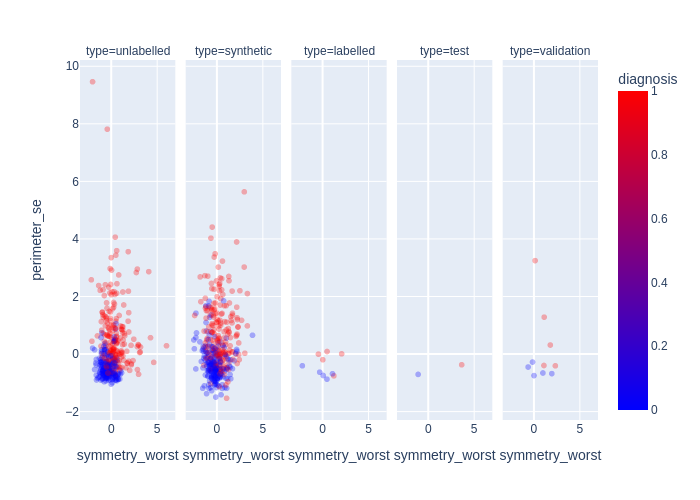 type=unlabelled type=synthetic type=labelled type=test type=validation
diagnosis
10
8
6
4
2
0
−2
perimeter_se
0 5 0 5 0 5 0 5 0 5
symmetry_worst symmetry_worst symmetry_worst symmetry_worst symmetry_worst
1
0.8
0.6
0.4
0.2
0